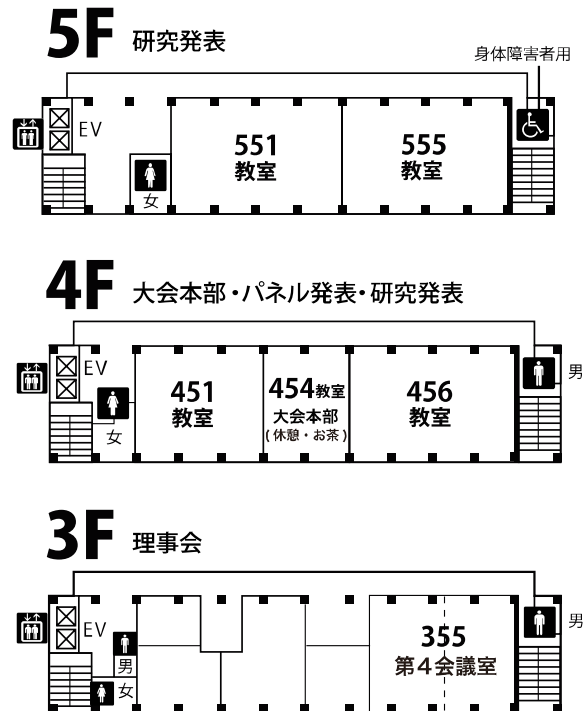 5F 研究発表
身体障害者用
EV
551
教室
555
教室
女
4F 大会本部・パネル発表・研究発表
EV
男
451
教室
454教室
大会本部
(休憩・お茶)
456
教室
女
3F 理事会
EV
男
男
女
355
第4会議室